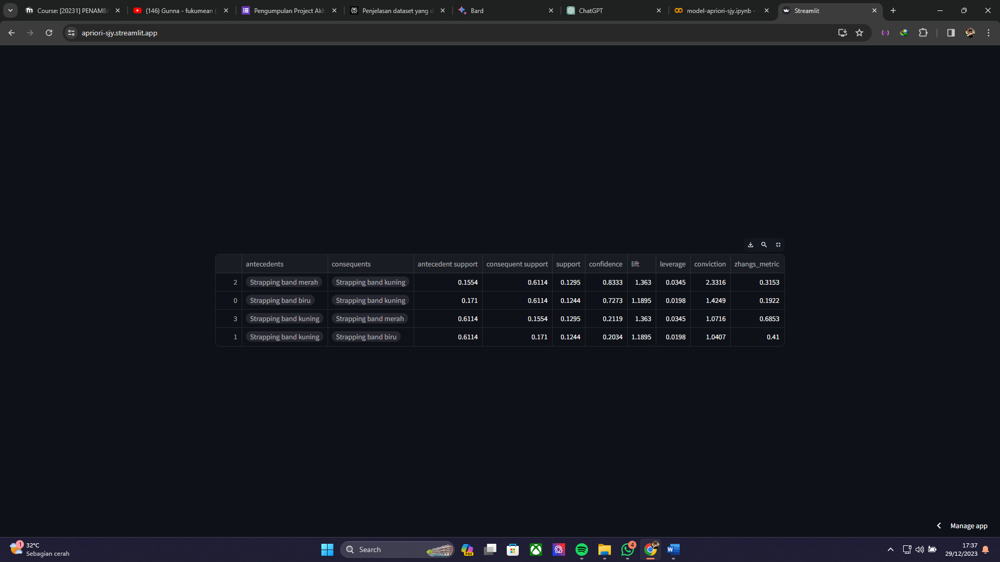 Course: [20231] PENAMBA
(146) Gunna - fukumean (
Pengumpulan Project Akh
Penjelasan dataset yang d
Bard
ChatGPT
model-apriori-sjy.ipynb -
Streamlit
apriori-sjy.streamlit.app
antecedents consequents antecedent support consequent support support confidence lift leverage conviction zhangs_metric
2 Strapping band merah Strapping band kuning 0.1554 0.6114 0.1295 0.8333 1.363 0.0345 2.3316 0.3153
0 Strapping band biru Strapping band kuning 0.171 0.6114 0.1244 0.7273 1.1895 0.0198 1.4249 0.1922
3 Strapping band kuning Strapping band merah 0.6114 0.1554 0.1295 0.2119 1.363 0.0345 1.0716 0.6853
1 Strapping band kuning Strapping band biru 0.6114 0.171 0.1244 0.2034 1.1895 0.0198 1.0407 0.41
Manage app
1
32°C
Sebagian cerah
Search
PRE
4
17:37
29/12/2023